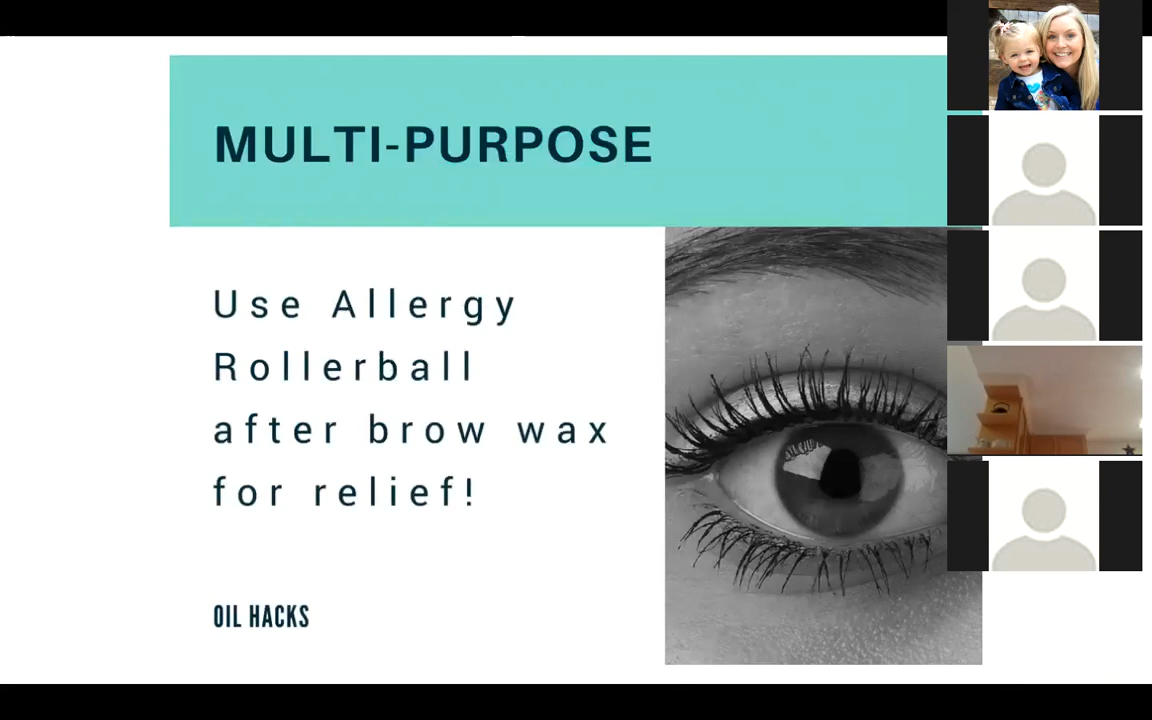 MULTI-PURPOSE
Use Allergy
Rollerball
after brow wax
for relief!
OIL HACKS